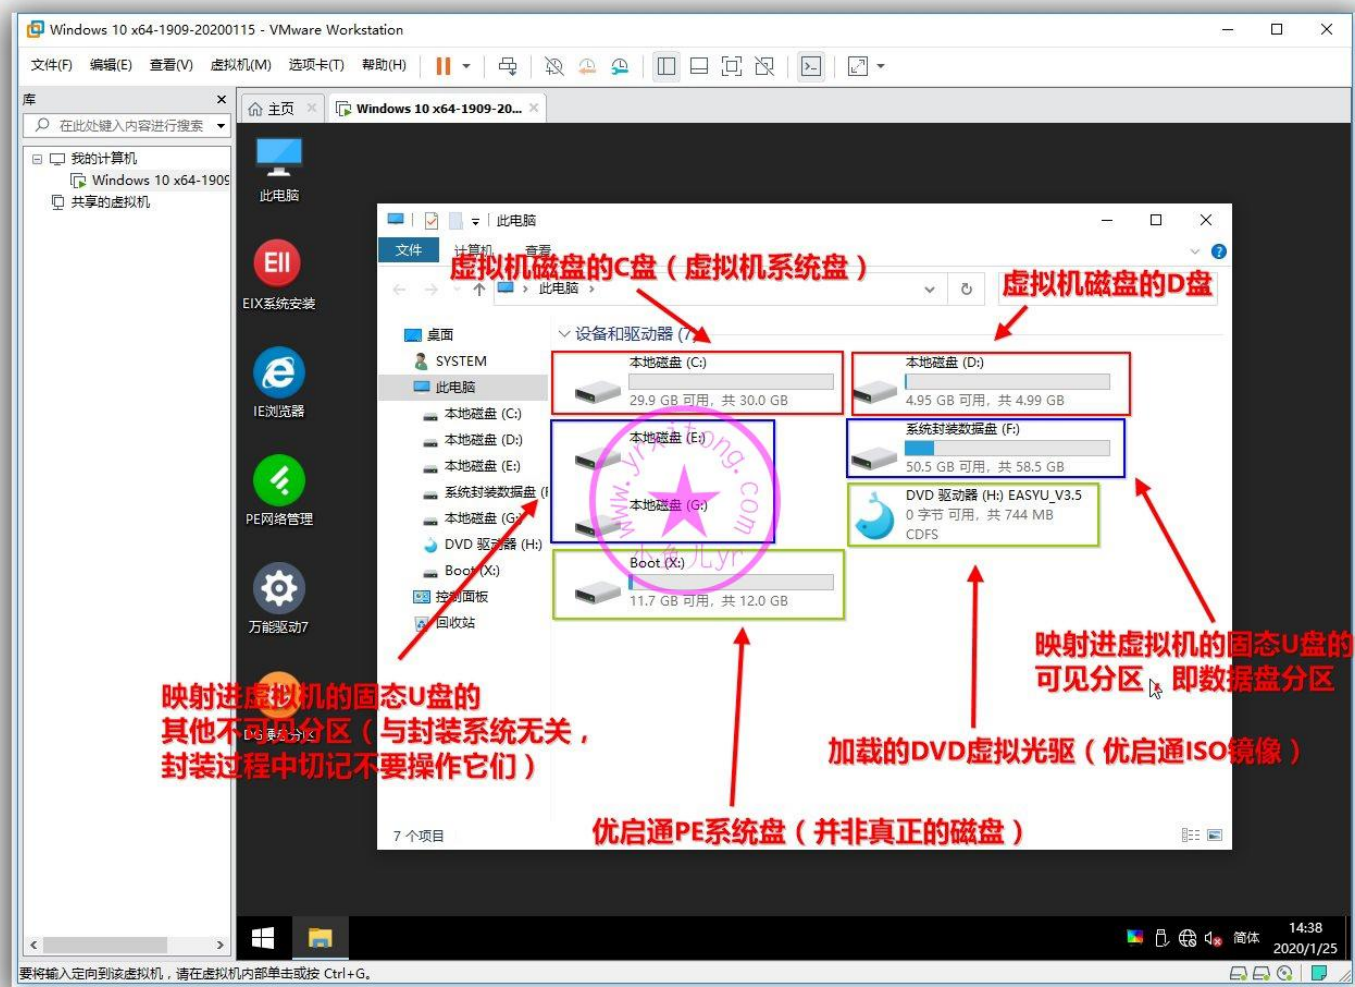 Windows 10 x64-1909-20200115 - VMware Workstation
文件(F) 编辑(E) 查看(V) 虚拟机(M) 选项卡(T) 帮助(H)
库
在此处键入内容进行搜索
我的计算机
Windows 10 x64-1909
共享的虚拟机
主页
Windows 10 x64-1909-20...
此电脑
EII
EIX系统安装
IE浏览器
PE网络管理
万能驱动7
此电脑
文件 计算机 查看
虚拟机磁盘的C盘（虚拟机系统盘）
此电脑
虚拟机磁盘的D盘
桌面
SYSTEM
此电脑
本地磁盘 (C:)
本地磁盘 (D:)
本地磁盘 (E:)
系统封装数据盘 (F
本地磁盘 (G:)
DVD 驱动器 (H:)
Boot (X:)
控制面板
回收站
设备和驱动器 (7)
本地磁盘 (C:)
29.9 GB 可用，共 30.0 GB
本地磁盘 (D:)
4.95 GB 可用，共 4.99 GB
本地磁盘 (E:)
系统封装数据盘 (F:)
50.5 GB 可用，共 58.5 GB
本地磁盘 (G:)
DVD 驱动器 (H:) EASYU_V3.5
0 字节 可用，共 744 MB
CDFS
Boot (X:)
11.7 GB 可用，共 12.0 GB
www.yrxitong.com
小鱼儿yr
映射进虚拟机的固态U盘的
可见分区，即数据盘分区
映射进虚拟机的固态U盘的
其他不可见分区（与封装系统无关，
封装过程中切记不要操作它们）
加载的DVD虚拟光驱（优启通ISO镜像）
优启通PE系统盘（并非真正的磁盘）
7 个项目
简体
14:38
2020/1/25
要将输入定向到该虚拟机，请在虚拟机内部单击或按 Ctrl+G。